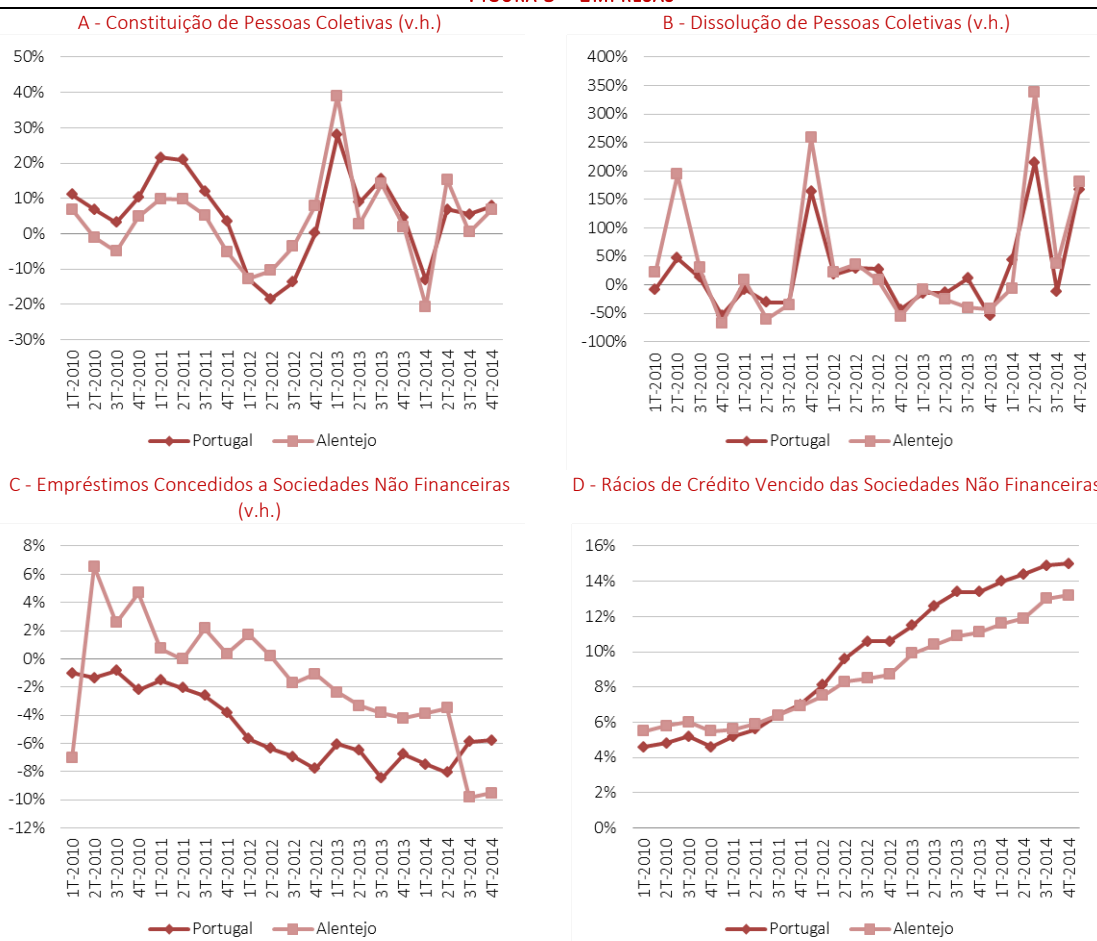 A - Constituição de Pessoas Coletivas (v.h.)
50%
40%
30%
20%
10%
0%
-10%
-20%
-30%
1T-2010
2T-2010
3T-2010
4T-2010
1T-2011
2T-2011
3T-2011
4T-2011
1T-2012
2T-2012
3T-2012
4T-2012
1T-2013
2T-2013
3T-2013
4T-2013
1T-2014
2T-2014
3T-2014
4T-2014
Portugal Alentejo
B - Dissolução de Pessoas Coletivas (v.h.)
400%
350%
300%
250%
200%
150%
100%
50%
0%
-50%
-100%
1T-2010
2T-2010
3T-2010
4T-2010
1T-2011
2T-2011
3T-2011
4T-2011
1T-2012
2T-2012
3T-2012
4T-2012
1T-2013
2T-2013
3T-2013
4T-2013
1T-2014
2T-2014
3T-2014
4T-2014
Portugal Alentejo
C - Empréstimos Concedidos a Sociedades Não Financeiras
(v.h.)
8%
6%
4%
2%
0%
-2%
-4%
-6%
-8%
-10%
-12%
1T-2010
2T-2010
3T-2010
4T-2010
1T-2011
2T-2011
3T-2011
4T-2011
1T-2012
2T-2012
3T-2012
4T-2012
1T-2013
2T-2013
3T-2013
4T-2013
1T-2014
2T-2014
3T-2014
4T-2014
Portugal Alentejo
D - Rácios de Crédito Vencido das Sociedades Não Financeiras
16%
14%
12%
10%
8%
6%
4%
2%
0%
1T-2010
2T-2010
3T-2010
4T-2010
1T-2011
2T-2011
3T-2011
4T-2011
1T-2012
2T-2012
3T-2012
4T-2012
1T-2013
2T-2013
3T-2013
4T-2013
1T-2014
2T-2014
3T-2014
4T-2014
Portugal Alentejo